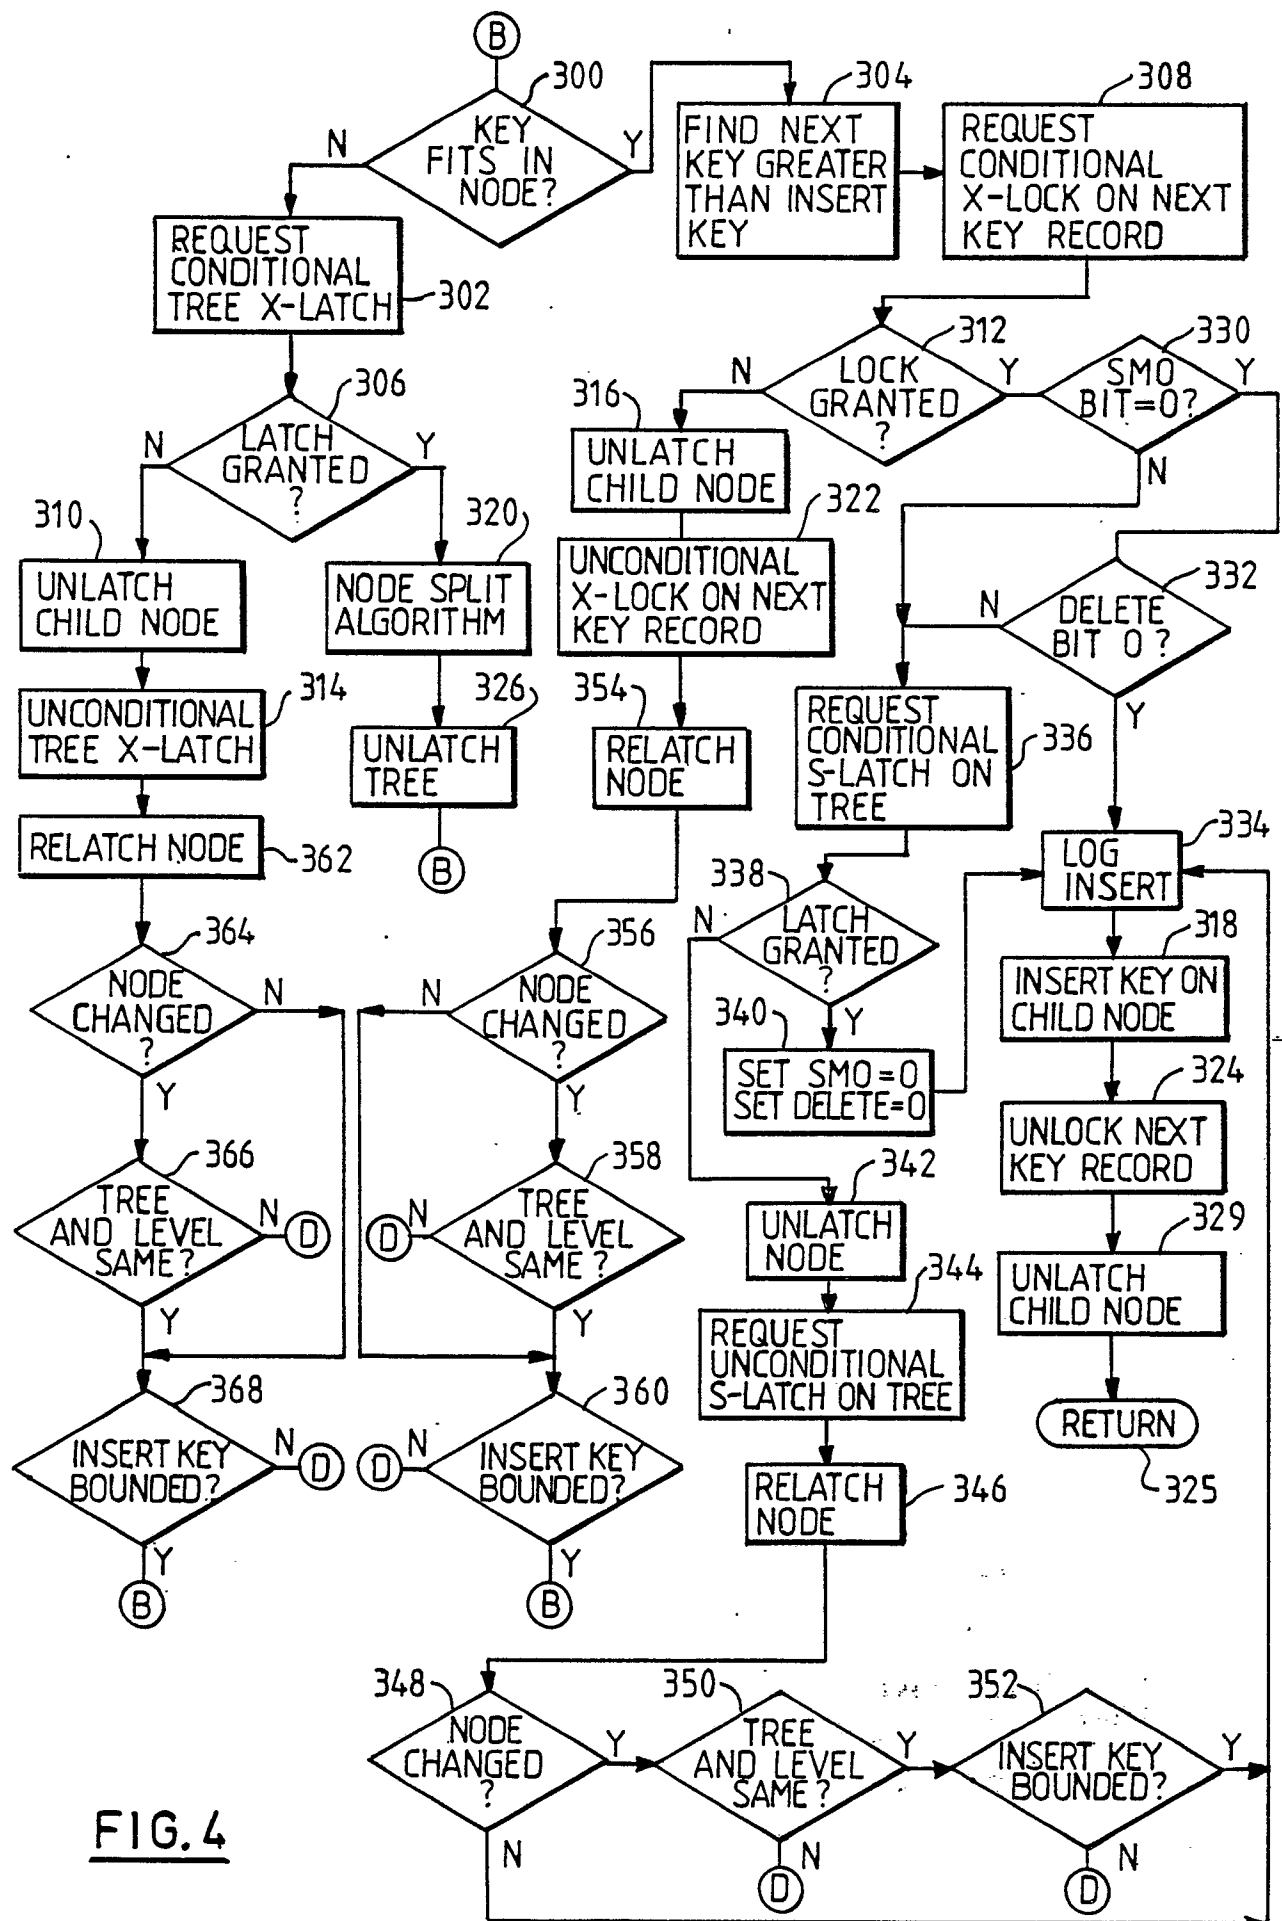 B
300
KEY
FITS IN
NODE?
N
Y
304
FIND NEXT
KEY GREATER
THAN INSERT
KEY
308
REQUEST
CONDITIONAL
X-LOCK ON NEXT
KEY RECORD
REQUEST
CONDITIONAL
TREE X-LATCH
302
306
LATCH
GRANTED
?
N
Y
312
LOCK
GRANTED
?
N
Y
330
SMO
BIT=0?
Y
N
316
UNLATCH
CHILD NODE
310
UNLATCH
CHILD NODE
320
NODE SPLIT
ALGORITHM
322
UNCONDITIONAL
X-LOCK ON NEXT
KEY RECORD
332
DELETE
BIT 0?
N
Y
314
UNCONDITIONAL
TREE X-LATCH
326
UNLATCH
TREE
B
354
RELATCH
NODE
REQUEST
CONDITIONAL
S-LATCH ON
TREE
336
RELATCH NODE
362
334
LOG
INSERT
338
LATCH
GRANTED
?
N
Y
364
NODE
CHANGED
?
N
Y
356
NODE
CHANGED
?
N
Y
318
INSERT KEY ON
CHILD NODE
340
SET SMO=0
SET DELETE=0
324
UNLOCK NEXT
KEY RECORD
366
TREE
AND LEVEL
SAME?
N
D
Y
358
TREE
AND LEVEL
SAME?
N
D
Y
342
UNLATCH
NODE
329
UNLATCH
CHILD NODE
344
REQUEST
UNCONDITIONAL
S-LATCH ON TREE
368
INSERT KEY
BOUNDED?
N
D
Y
B
360
INSERT KEY
BOUNDED?
N
D
Y
B
RETURN
325
RELATCH
NODE
346
348
NODE
CHANGED
?
Y
N
350
TREE
AND LEVEL
SAME?
Y
N
D
352
INSERT KEY
BOUNDED?
Y
N
D
FIG. 4